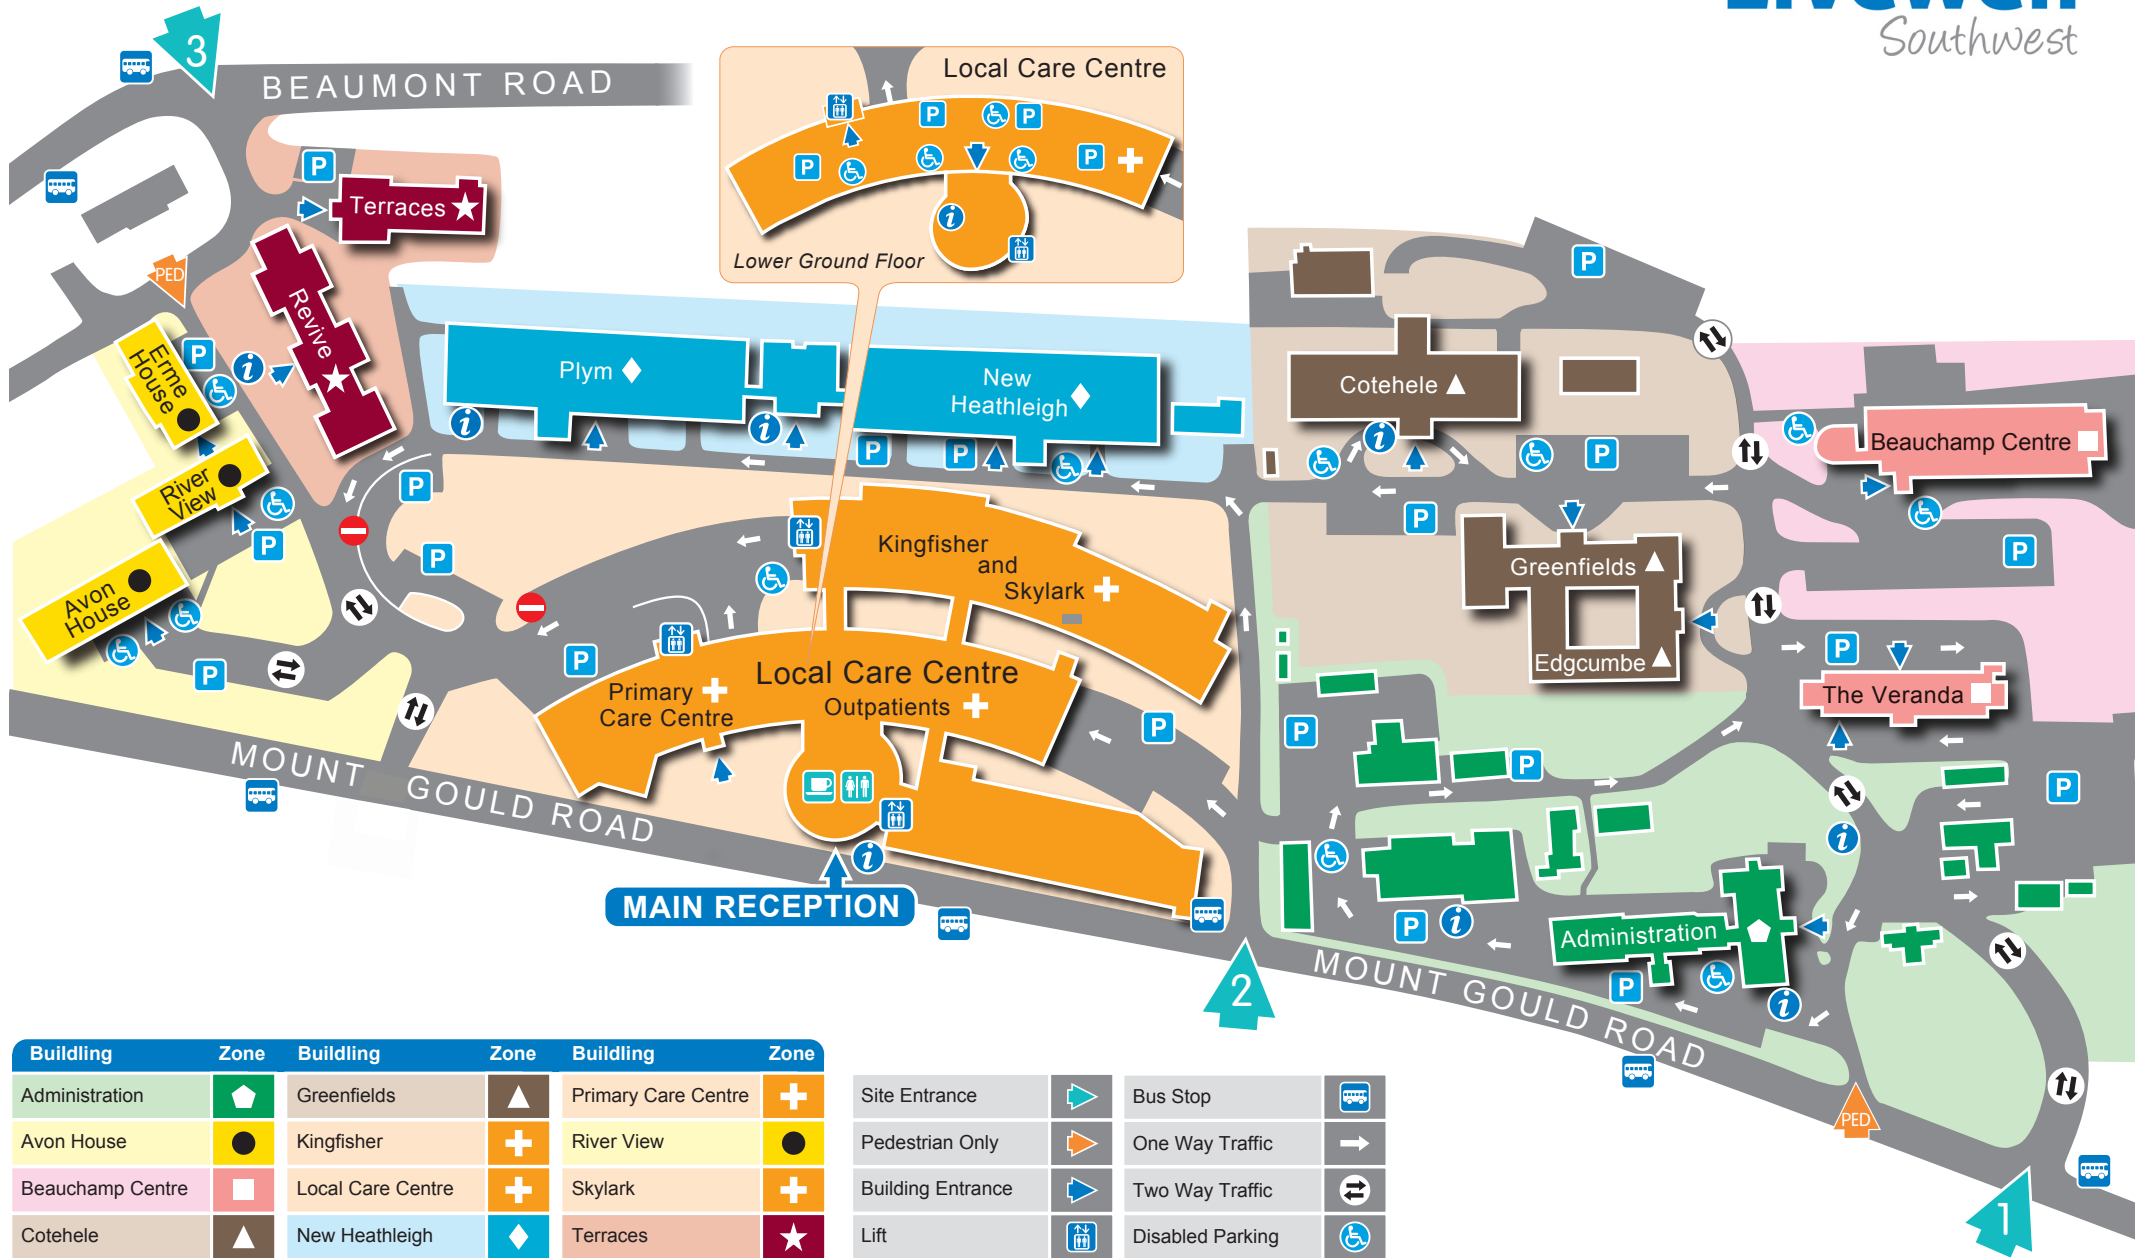 Livewell
Southwest
3
BEAUMONT ROAD
Local Care Centre
Lower Ground Floor
P
P
P
P
i
P
Terraces
PED
Revive
Erme
House
P
i
River
View
P
Avon
House
P
Plym
i
i
New
Heathleigh
P
P
P
P
Kingfisher
and
Skylark
P
Primary
Care Centre
Local Care Centre
Outpatients
P
i
MAIN RECEPTION
MOUNT GOULD ROAD
P
Cotehele
i
P
P
Greenfields
Edgcumbe
Beauchamp Centre
P
P
The Veranda
P
P
P
i
P
i
Administration
P
i
2
MOUNT GOULD ROAD
PED
1
Buildling Zone Buildling Zone Buildling Zone
Administration Greenfields Primary Care Centre
Avon House Kingfisher River View
Beauchamp Centre Local Care Centre Skylark
Cotehele New Heathleigh Terraces
Site Entrance Bus Stop
Pedestrian Only One Way Traffic
Building Entrance Two Way Traffic
Lift Disabled Parking